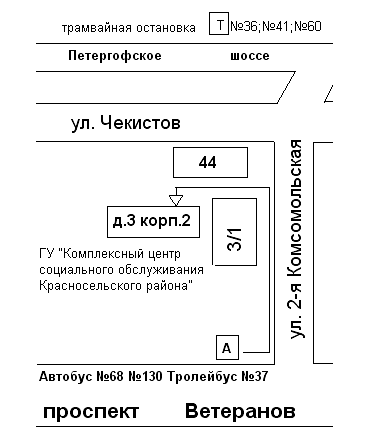 трамвайная остановка Т №36;№41;№60
Петергофское шоссе
ул. Чекистов
44
д.3 корп.2
3/1
ул. 2-я Комсомольская
ГУ "Комплексный центр
социального обслуживания
Красносельского района"
А
Автобус №68 №130 Тролейбус №37
проспект Ветеранов